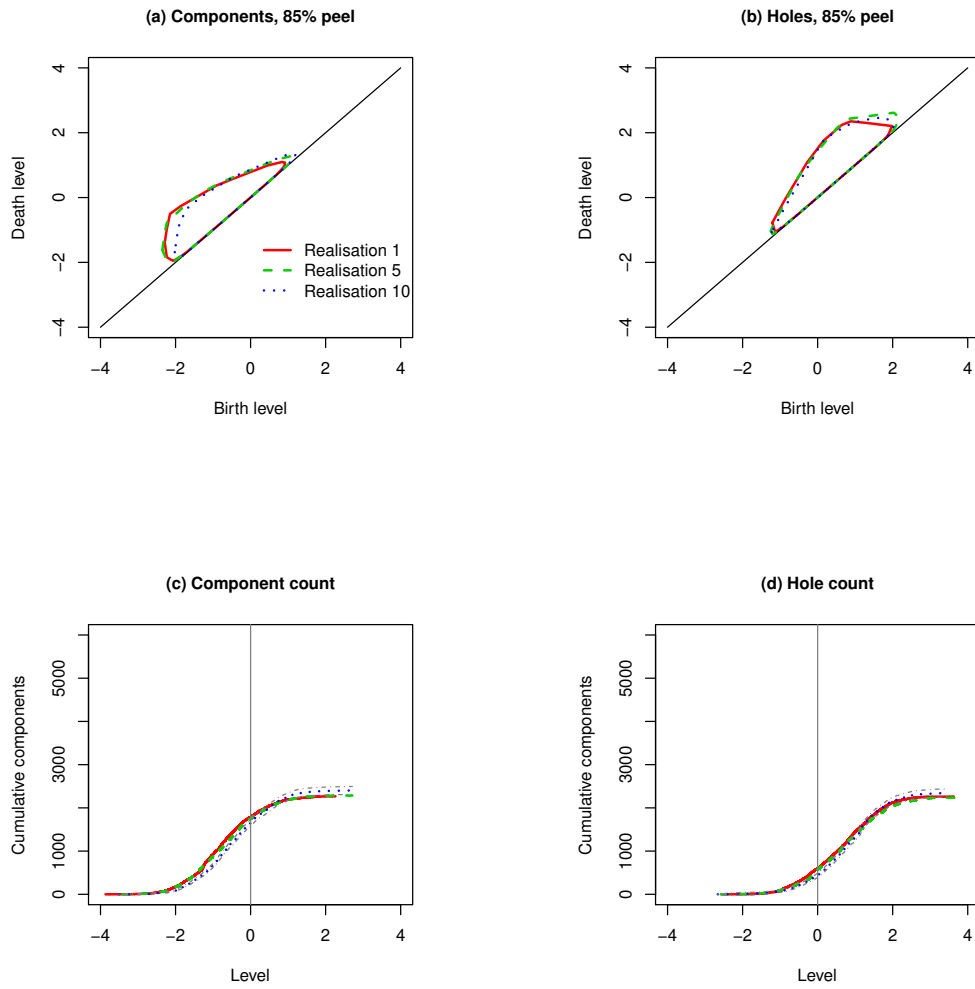 (a) Components, 85% peel
(b) Holes, 85% peel
Death level
4
2
0
−2
−4
−4 −2 0 2 4
Birth level
Realisation 1
Realisation 5
Realisation 10
Death level
4
2
0
−2
−4
−4 −2 0 2 4
Birth level
(c) Component count
(d) Hole count
Cumulative components
5000
3000
1000
0
−4 −2 0 2 4
Level
Cumulative components
5000
3000
1000
0
−4 −2 0 2 4
Level